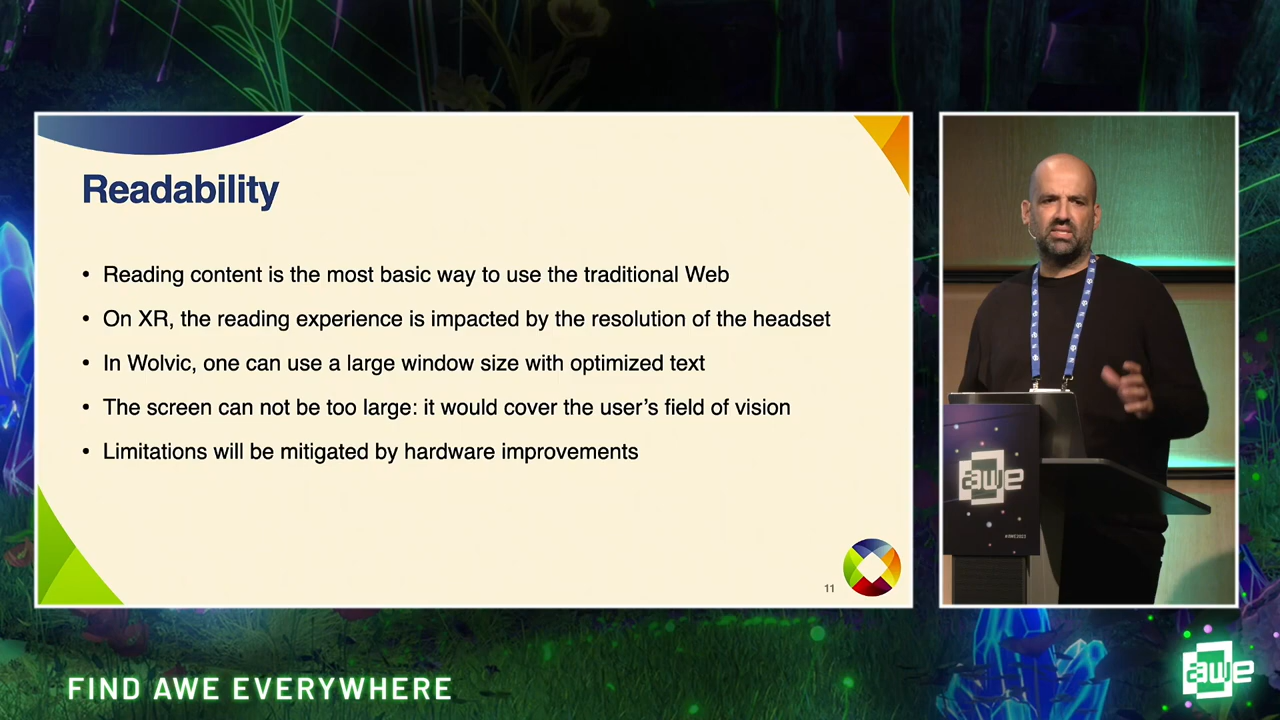 Readability
• Reading content is the most basic way to use the traditional Web
• On XR, the reading experience is impacted by the resolution of the headset
• In Wolvic, one can use a large window size with optimized text
• The screen can not be too large: it would cover the user's field of vision
• Limitations will be mitigated by hardware improvements
11
awe
FIND AWE EVERYWHERE
awe